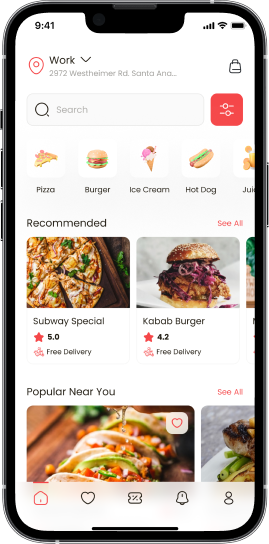 9:41
Work
2972 Westheimer Rd. Santa Ana...
Search
Pizza Burger Ice Cream Hot Dog Jui
Recommended See All
Subway Special Kabab Burger
5.0 4.2
Free Delivery Free Delivery
Popular Near You See All